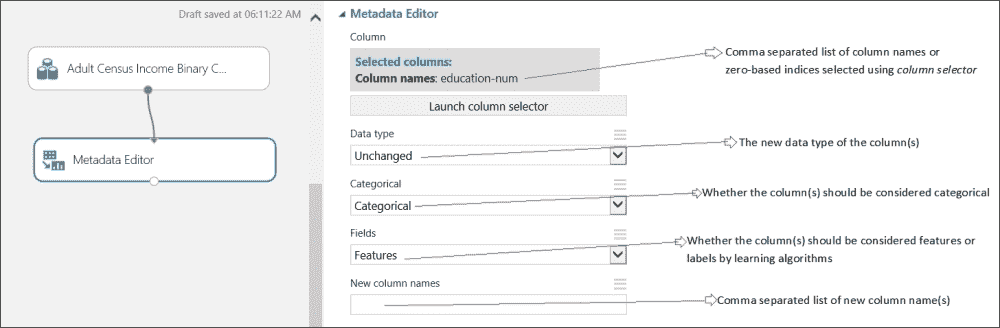 Draft saved at 06:11:22 AM
Adult Census Income Binary C...
Metadata Editor
Metadata Editor
Column
Selected columns:
Column names: education-num
Launch column selector
Data type
Unchanged
Categorical
Categorical
Fields
Features
New column names
Comma separated list of column names or
zero-based indices selected using column selector
The new data type of the column(s)
Whether the column(s) should be considered categorical
Whether the column(s) should be considered features or
labels by learning algorithms
Comma separated list of new column name(s)